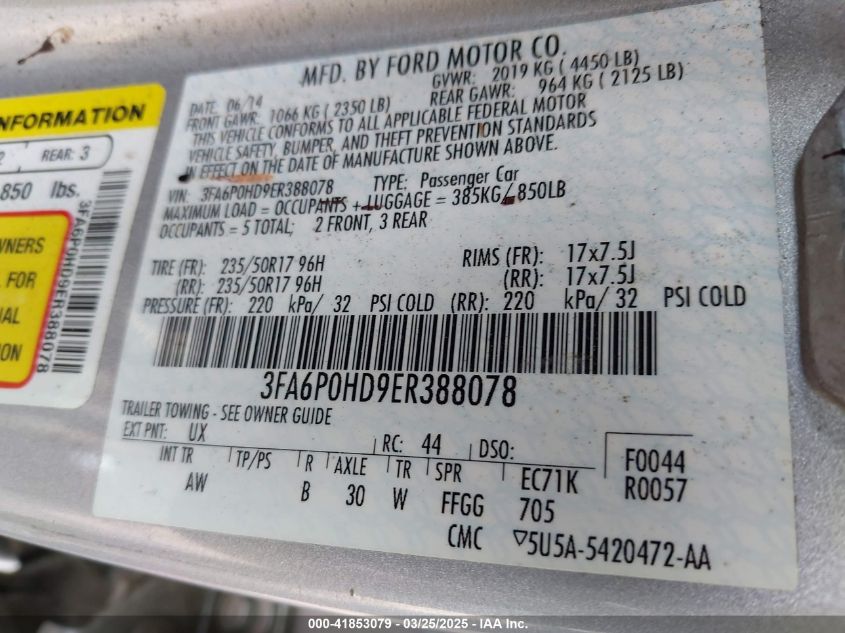 MFD. BY FORD MOTOR CO.
DATE 06/14 GVWR: 2019 KG ( 4450 LB)
FRONT GAWR: 1066 KG ( 2350 LB) REAR GAWR: 964 KG ( 2125 LB)
THIS VEHICLE CONFORMS TO ALL APPLICABLE FEDERAL MOTOR
VEHICLE SAFETY, BUMPER, AND THEFT PREVENTION STANDARDS
IN EFFECT ON THE DATE OF MANUFACTURE SHOWN ABOVE.
VIN: 3FA6P0HD9ER388078 TYPE: Passenger Car
MAXIMUM LOAD = OCCUPANTS + LUGGAGE = 385KG/ 850LB
OCCUPANTS = 5 TOTAL; 2 FRONT, 3 REAR
TIRE (FR): 235/50R17 96H RIMS (FR): 17x7.5J
(RR): 235/50R17 96H (RR): 17x7.5J
PRESSURE (FR): 220 kPa/ 32 PSI COLD (RR): 220 kPa/ 32 PSI COLD
3FA6P0HD9ER388078
TRAILER TOWING - SEE OWNER GUIDE
EXT PNT: UX RC: 44 DSO:
INT TR TP/PS R AXLE TR SPR EC71K F0044
AW B 30 W FFGG 705 R0057
CMC ▽5U5A-5420472-AA
INFORMATION
2 REAR: 3
850 lbs.
3FA6P0HD9ER388078
OWNERS
FOR
000-41853079 — 03/25/2025 — IAA Inc.